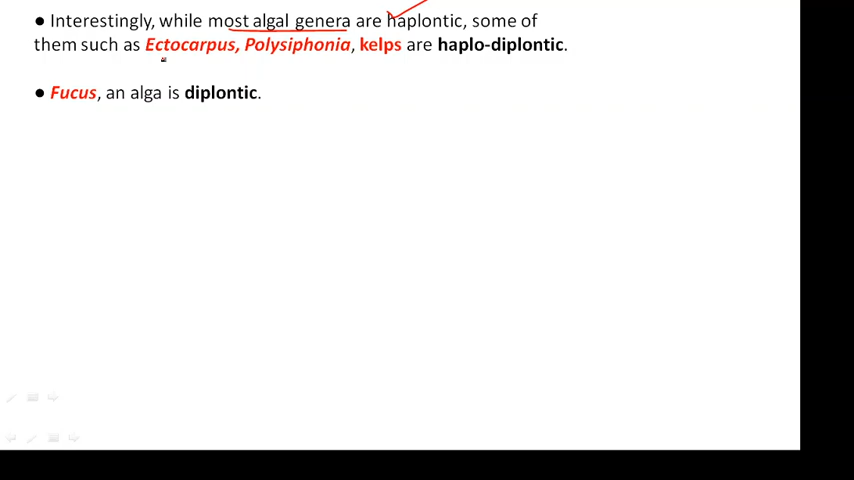 ● Interestingly, while most algal genera are haplontic, some of
them such as Ectocarpus, Polysiphonia, kelps are haplo-diplontic.
● Fucus, an alga is diplontic.